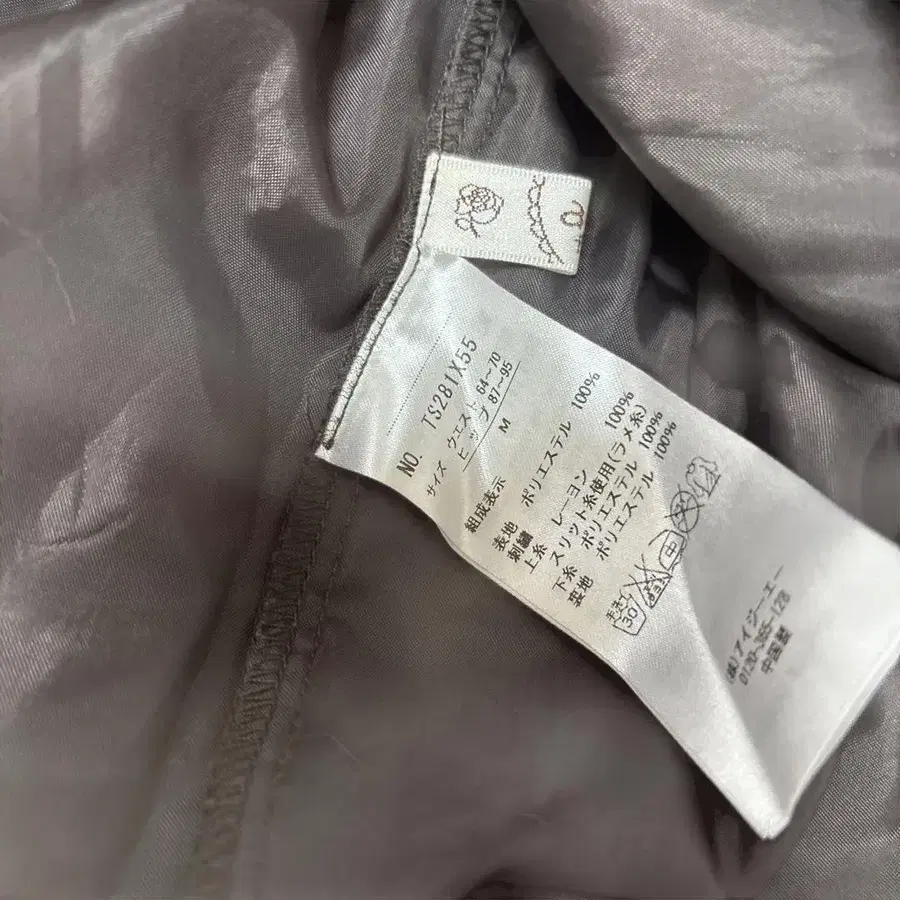 NO. TS281X55
サイズ ウエスト 64~70
ヒップ 87~95
M
組成表示
表地 ポリエステル 100%
刺繍
上糸 レーヨン 100%
スリット糸使用(ラメ糸)
下糸 ポリエステル 100%
裏地 ポリエステル 100%
手洗イ
30
(株)アイジーエー
0120-365-128
中国製